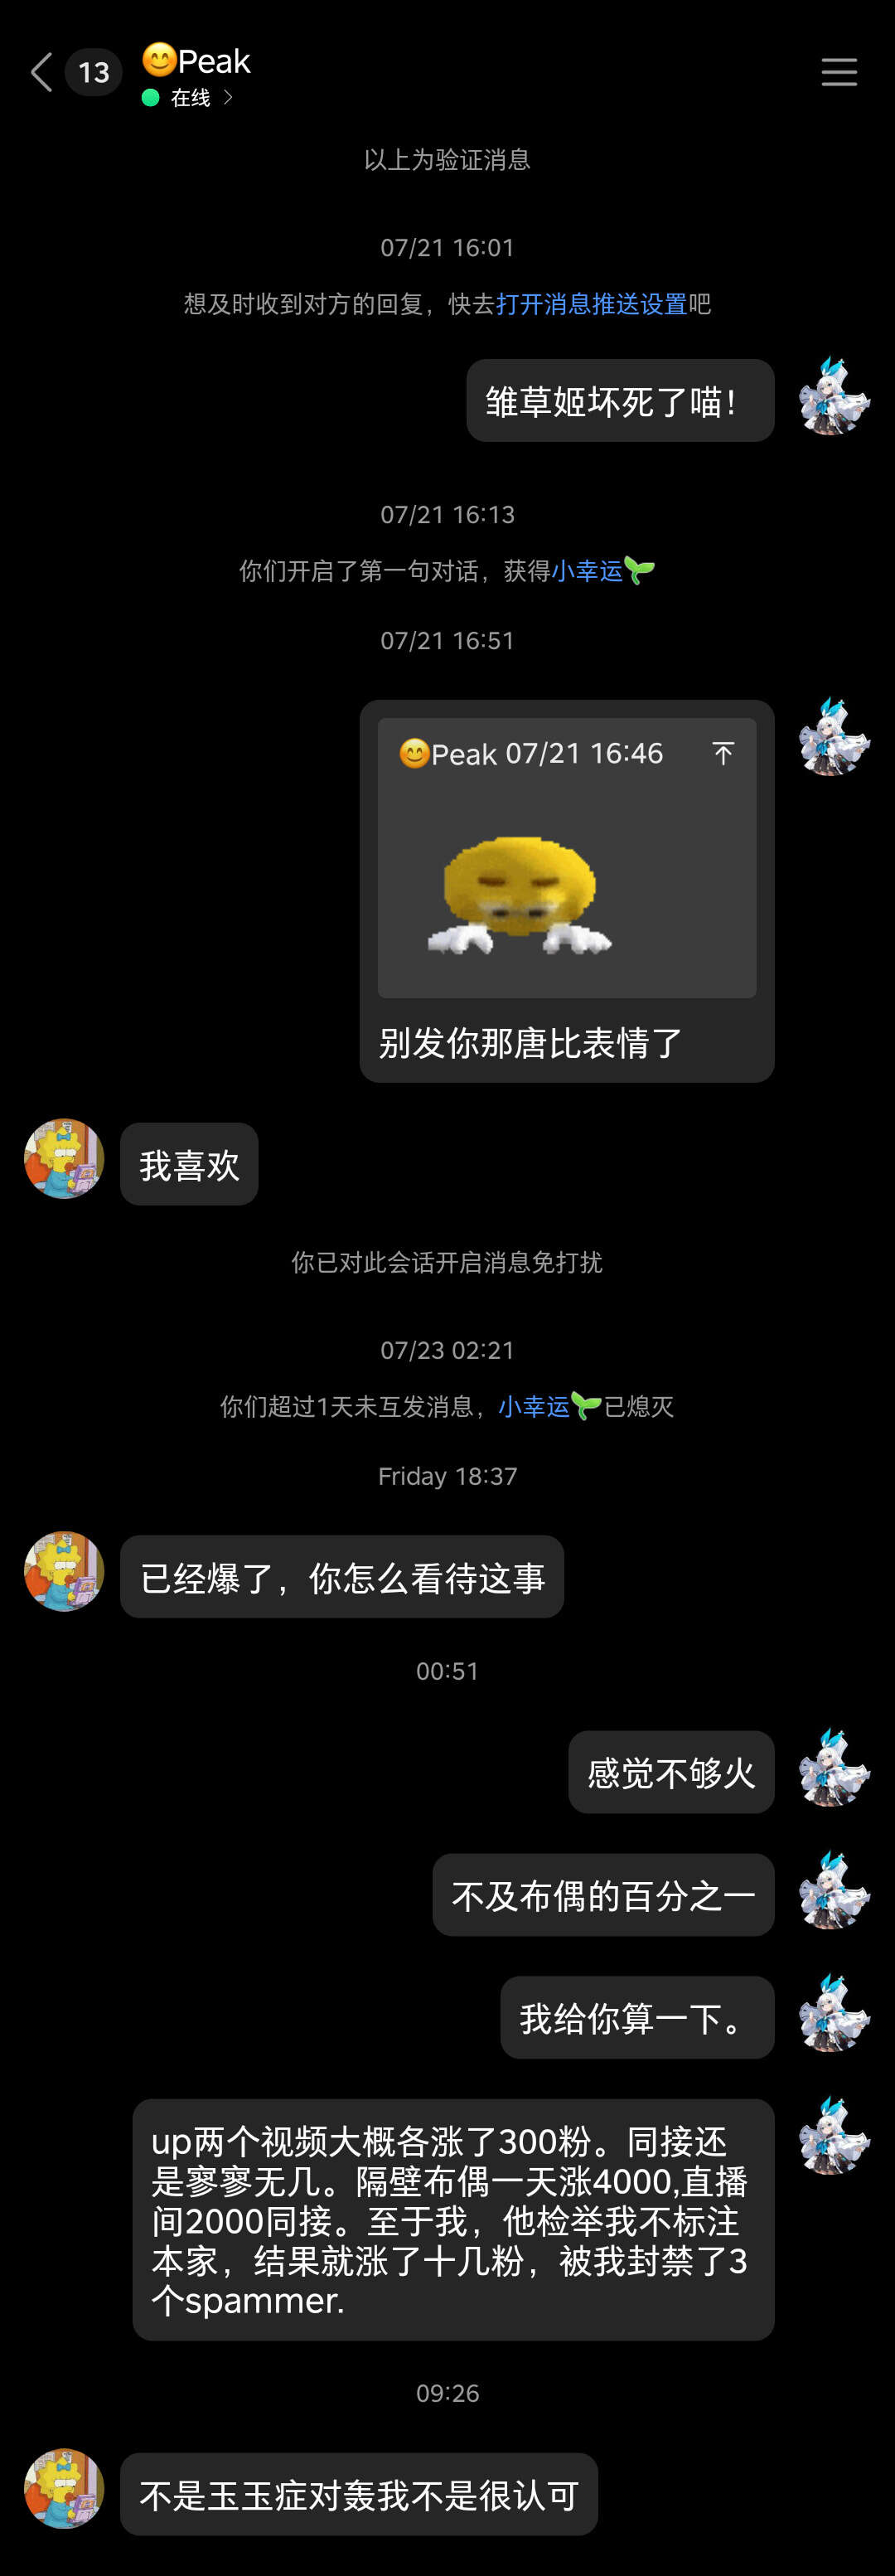 13
😊Peak
在线
以上为验证消息
07/21 16:01
想及时收到对方的回复，快去打开消息推送设置吧
雏草姬坏死了喵！
07/21 16:13
你们开启了第一句对话，获得小幸运🌱
07/21 16:51
😊Peak 07/21 16:46
别发你那唐比表情了
我喜欢
你已对此会话开启消息免打扰
07/23 02:21
你们超过1天未互发消息，小幸运🌱已熄灭
Friday 18:37
已经爆了，你怎么看待这事
00:51
感觉不够火
不及布偶的百分之一
我给你算一下。
up两个视频大概各涨了300粉。同接还
是寥寥无几。隔壁布偶一天涨4000,直播
间2000同接。至于我，他检举我不标注
本家，结果就涨了十几粉，被我封禁了3
个spammer.
09:26
不是玉玉症对轰我不是很认可